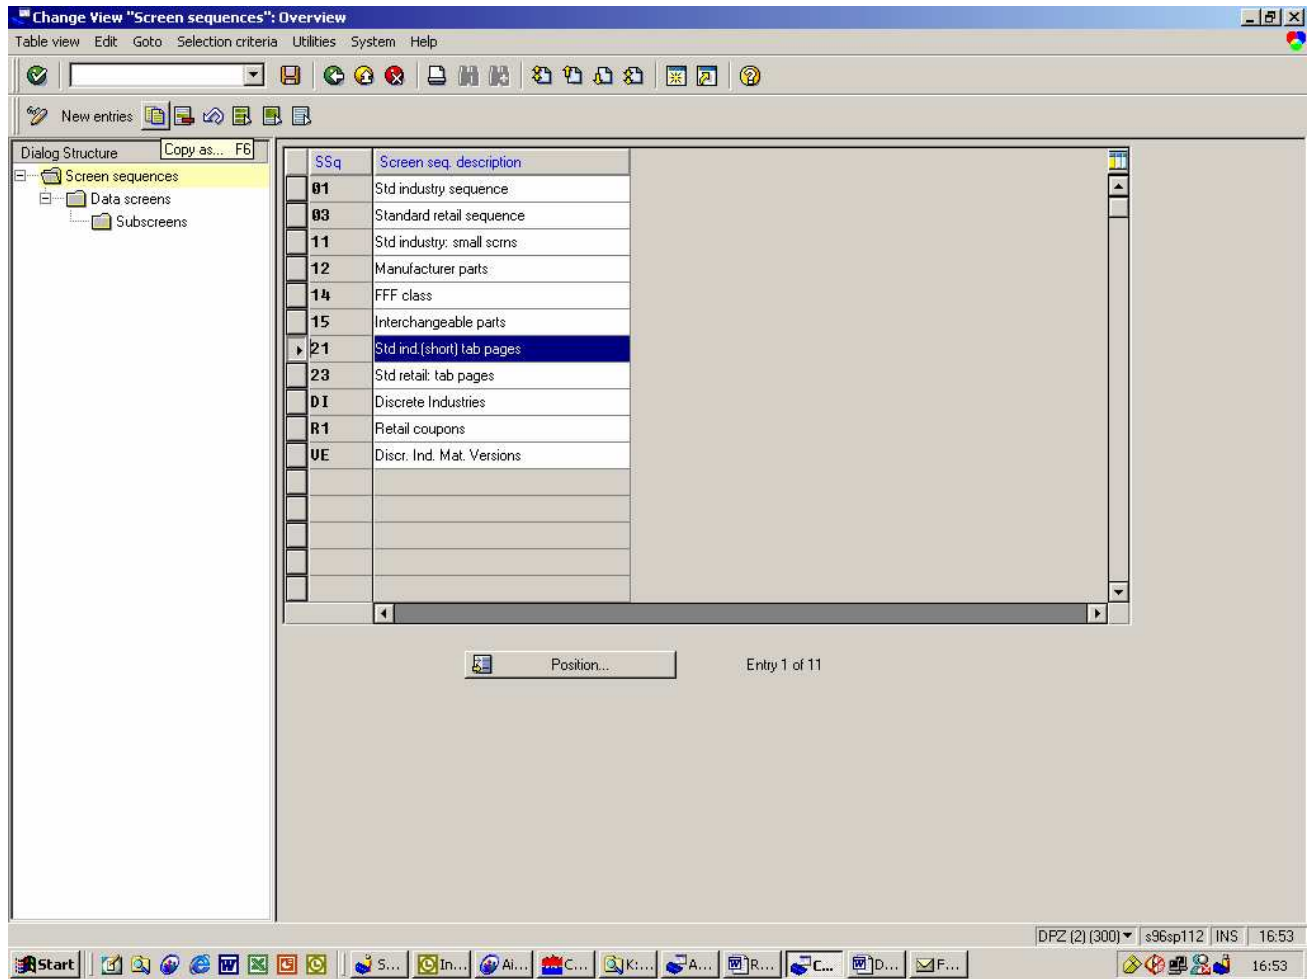 Change View "Screen sequences": Overview
Table view Edit Goto Selection criteria Utilities System Help
New entries
Copy as... F6
Dialog Structure
Screen sequences
Data screens
Subscreens
SSq Screen seq. description
01 Std industry sequence
03 Standard retail sequence
11 Std industry: small scrns
12 Manufacturer parts
14 FFF class
15 Interchangeable parts
21 Std ind.(short) tab pages
23 Std retail: tab pages
DI Discrete Industries
R1 Retail coupons
VE Discr. Ind. Mat. Versions
Position... Entry 1 of 11
DPZ (2) (300) s96sp112 INS 16:53
Start S... In... Ai... C... K:... A... R... C... D... F... 16:53